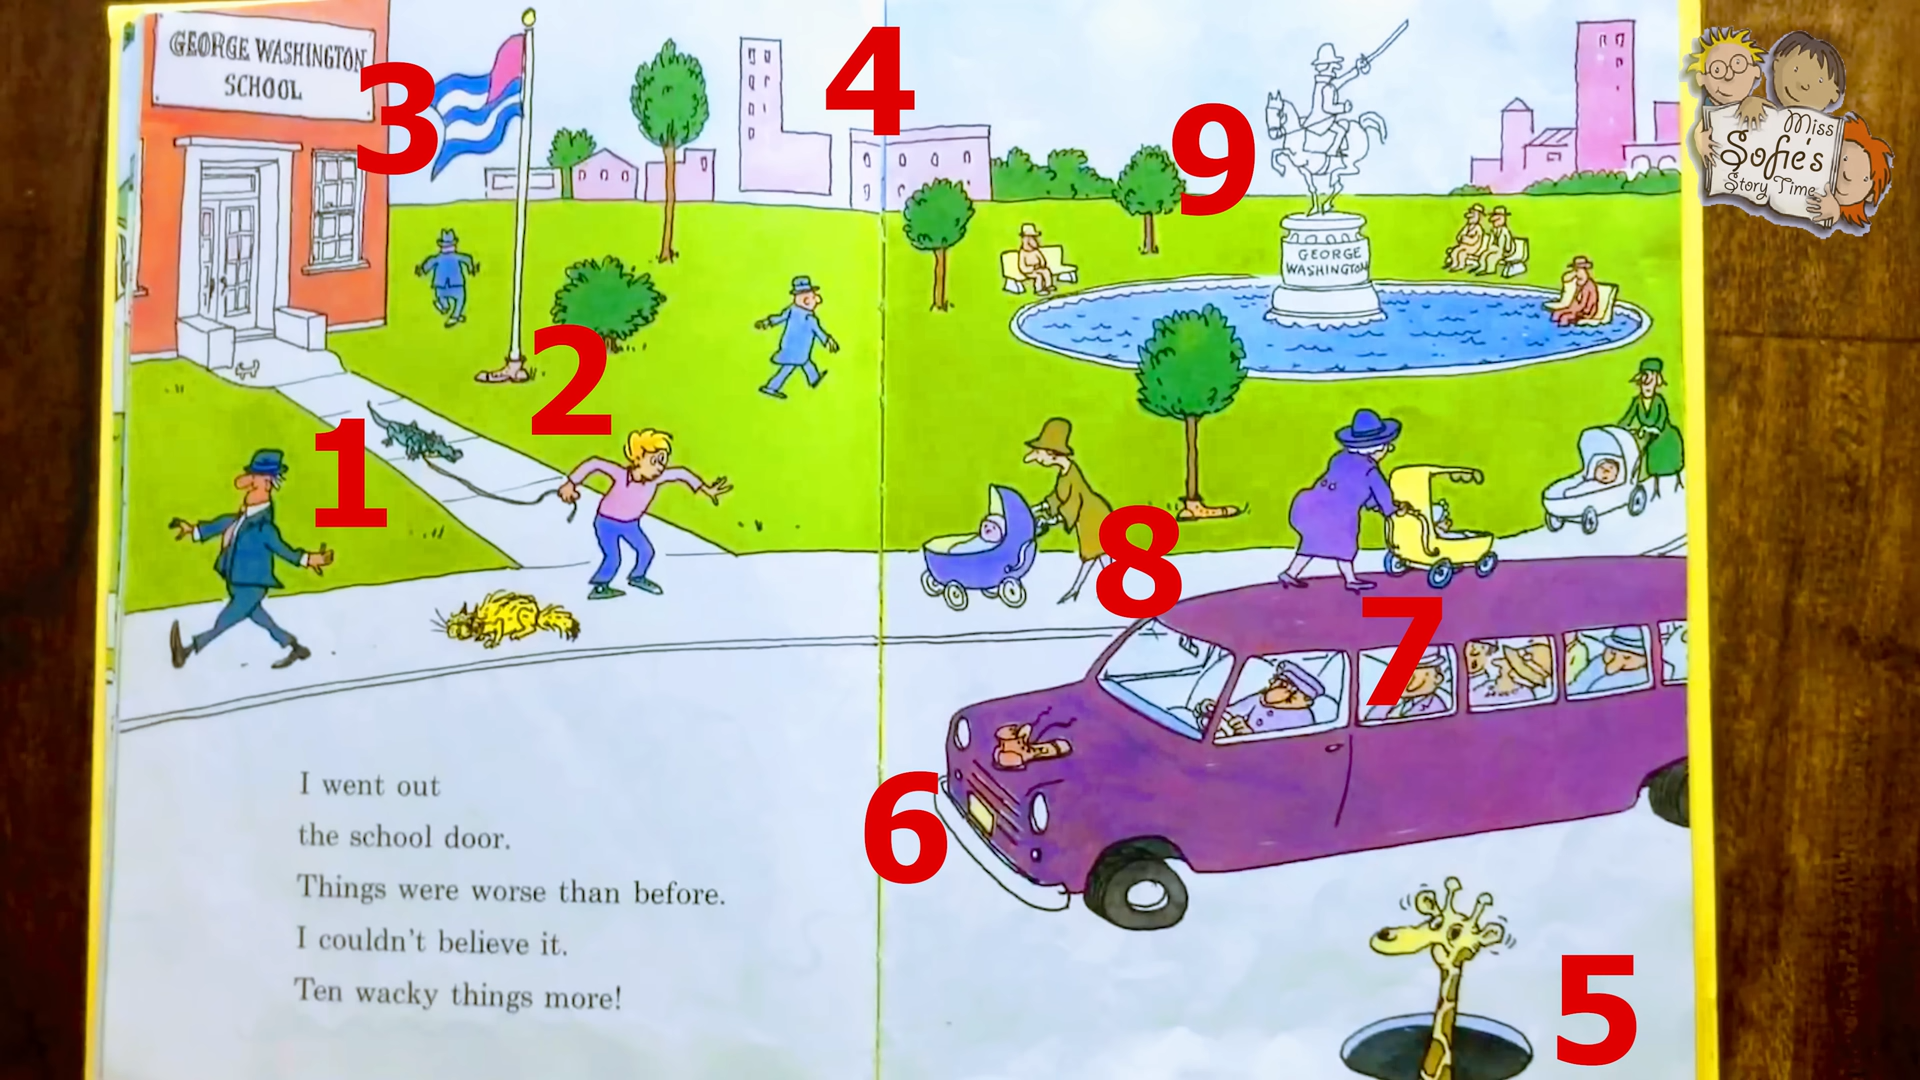 GEORGE WASHINGTON
SCHOOL
3
4
9
GEORGE
WASHINGTON
Miss
Sofie's
Story Time
2
1
8
7
6
5
I went out
the school door.
Things were worse than before.
I couldn't believe it.
Ten wacky things more!